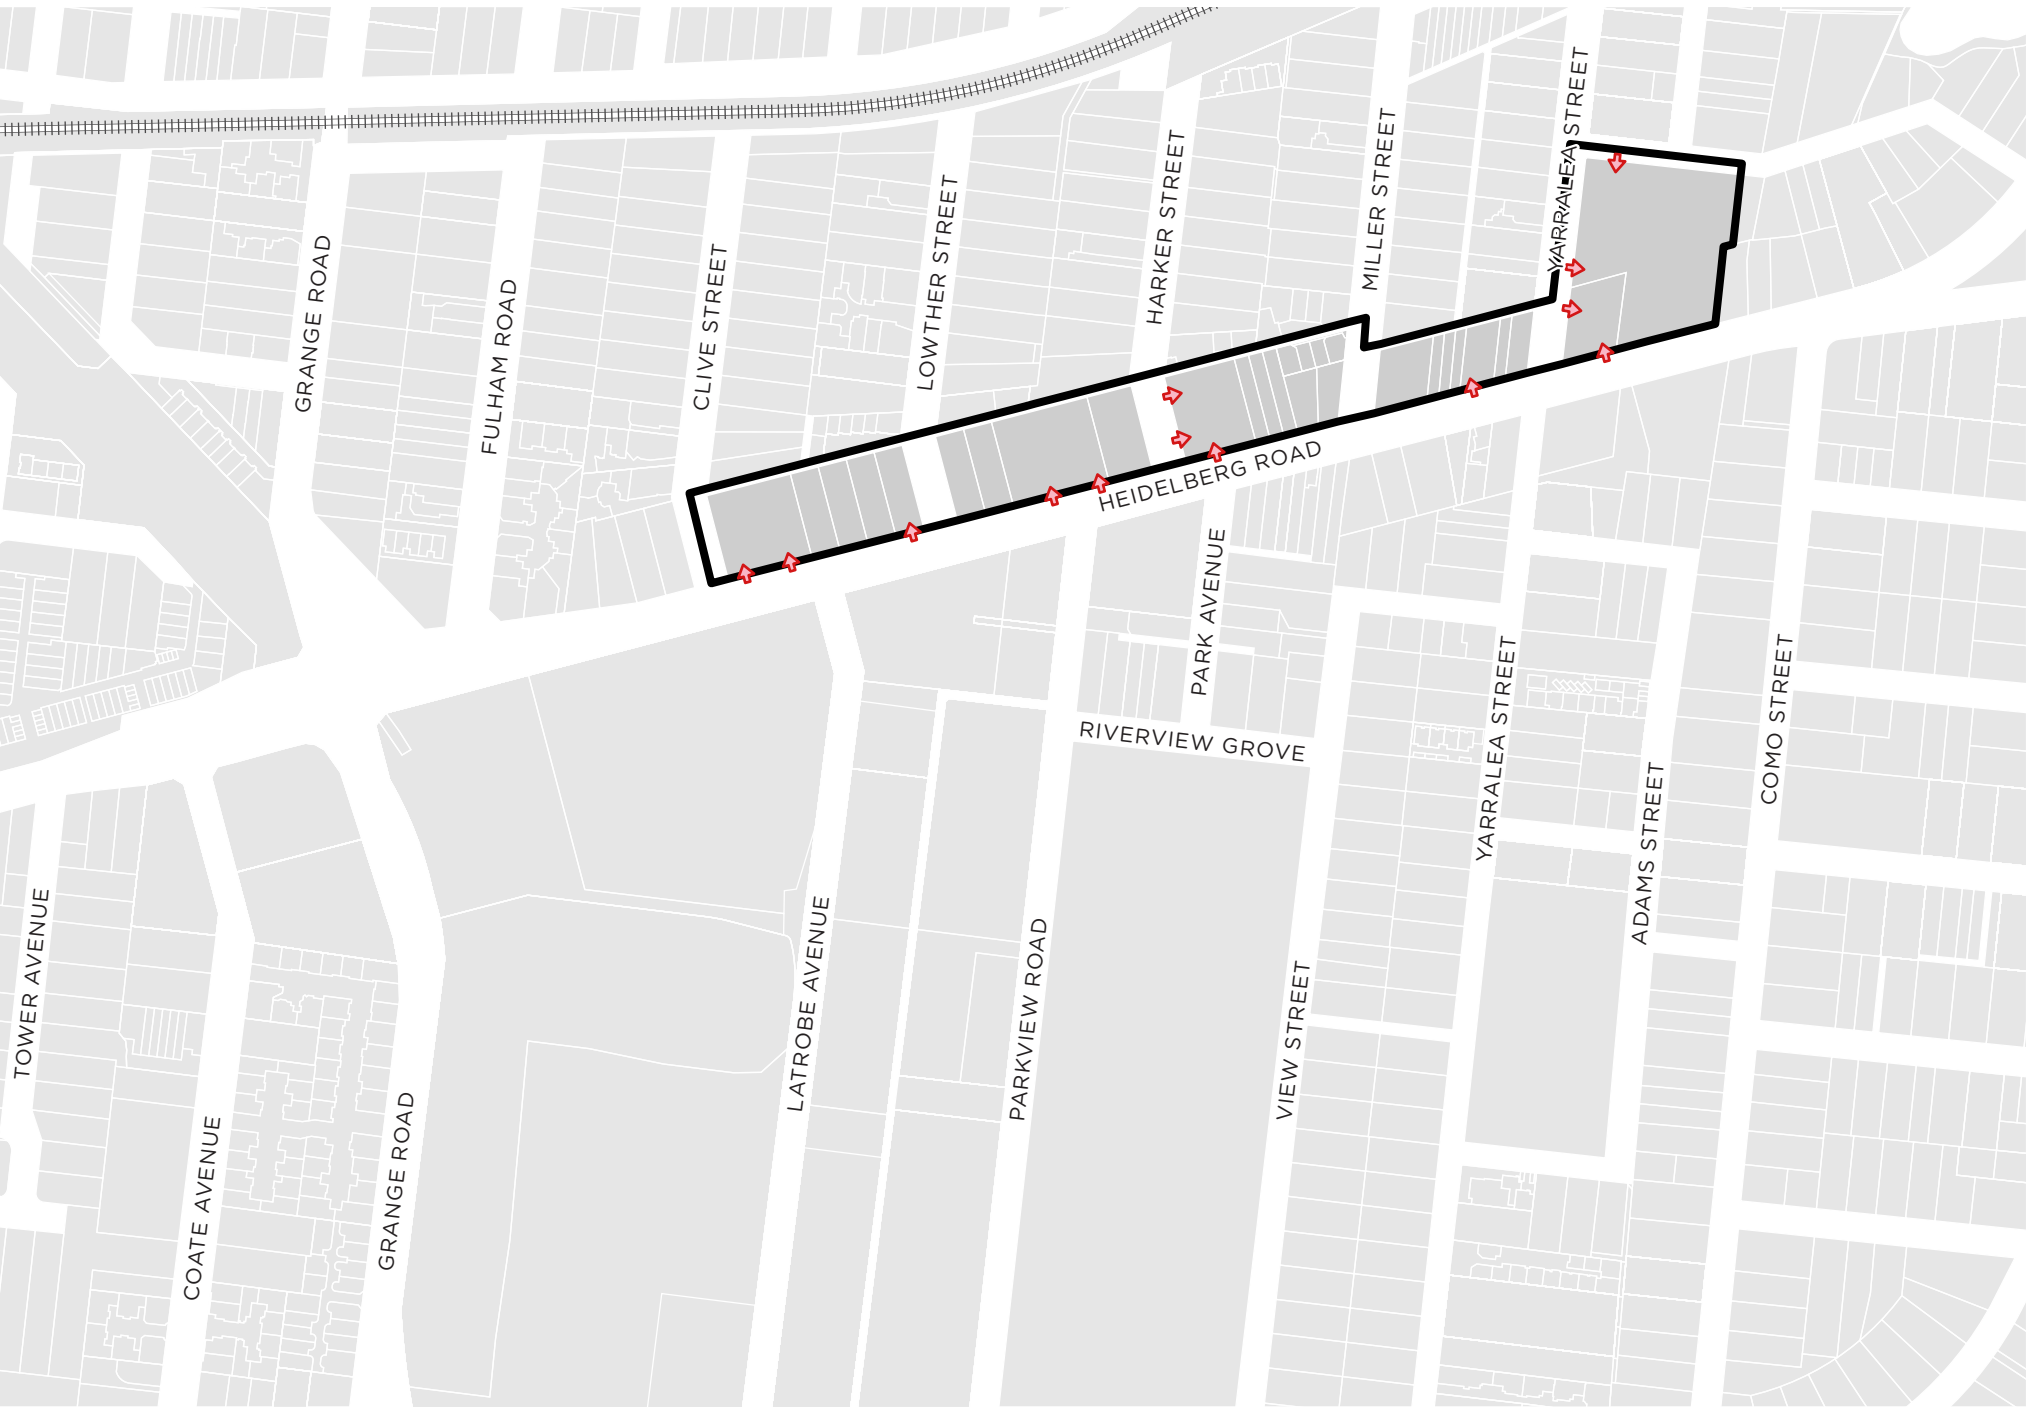 YARRALEA STREET
YARRALEA STREET
MILLER STREET
HARKER STREET
LOWTHER STREET
GRANGE ROAD
CLIVE STREET
FULHAM ROAD
HEIDELBERG ROAD
PARK AVENUE
RIVERVIEW GROVE
YARRALEA STREET
COMO STREET
ADAMS STREET
TOWER AVENUE
LATROBE AVENUE
PARKVIEW ROAD
VIEW STREET
COATE AVENUE
GRANGE ROAD